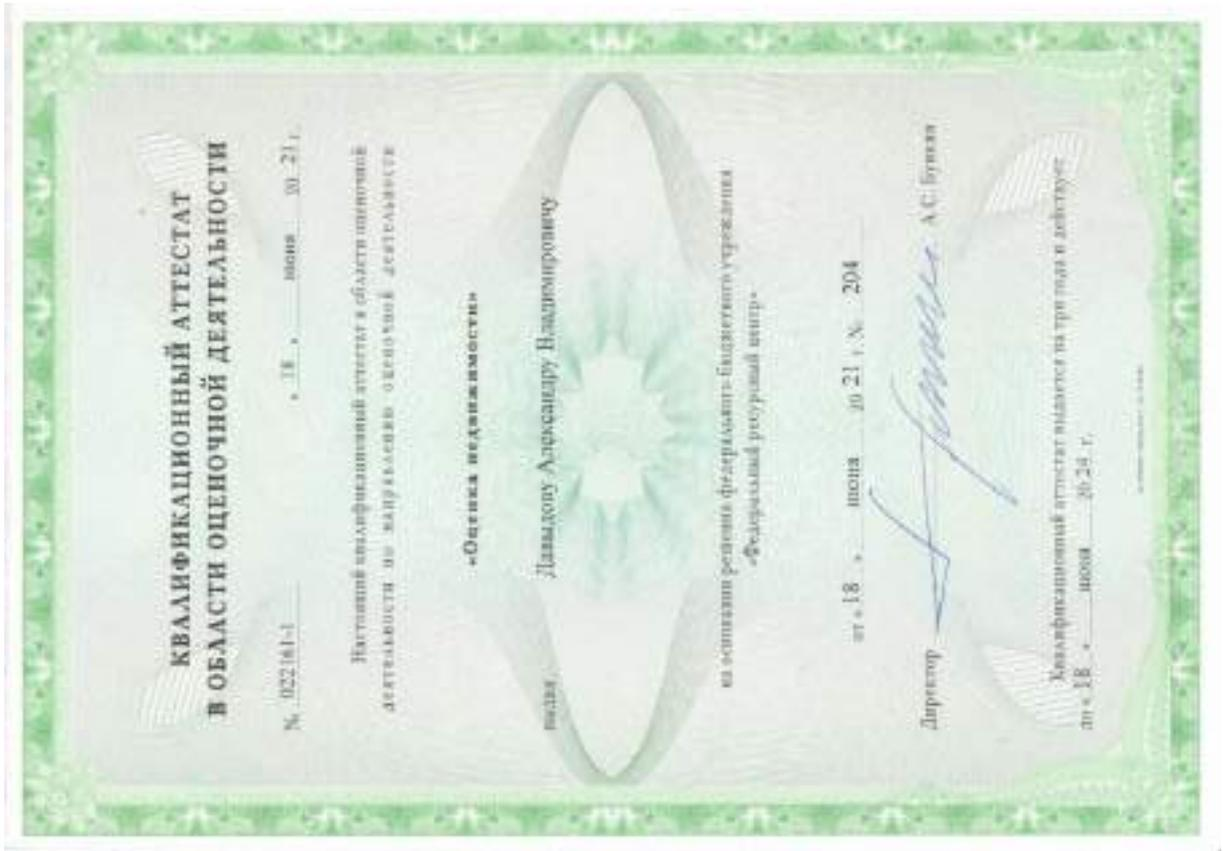 КВАЛИФИКАЦИОННЫЙ АТТЕСТАТ
В ОБЛАСТИ ОЦЕНОЧНОЙ ДЕЯТЕЛЬНОСТИ
№ 022161-1 « 18 » июня 20 21 г.
Настоящий квалификационный аттестат в области оценочной
деятельности по направлению оценочной деятельности
«Оценка недвижимости»
выдан Давыдову Александру Владимировичу
на основании решения федерального бюджетного учреждения
«Федеральный ресурсный центр»
от « 18 » июня 20 21 г. № 204
Директор А.С. Бункин
Квалификационный аттестат выдается на три года и действует
до « 18 » июня 20 24 г.